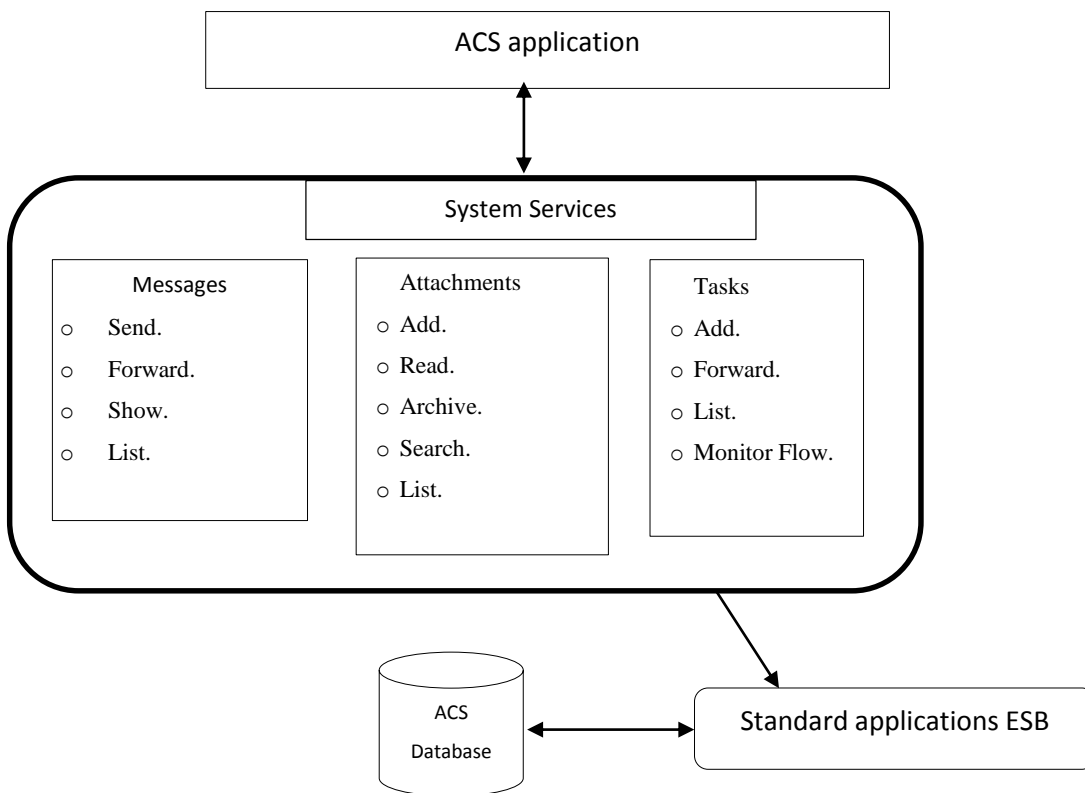 ACS application
System Services
Messages
o Send.
o Forward.
o Show.
o List.
Attachments
o Add.
o Read.
o Archive.
o Search.
o List.
Tasks
o Add.
o Forward.
o List.
o Monitor Flow.
ACS
Database
Standard applications ESB